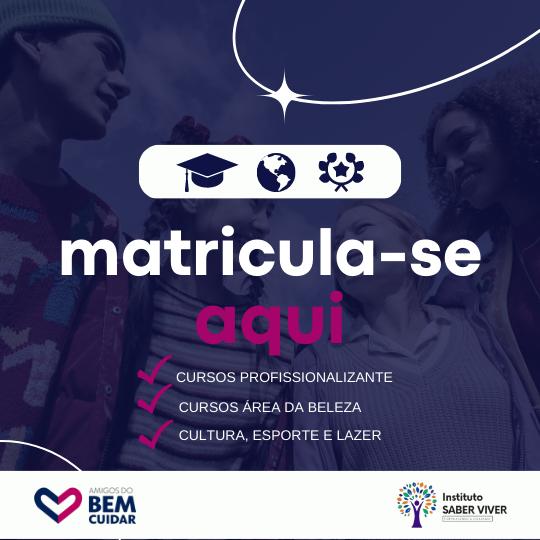 matricula-se
aqui
CURSOS PROFISSIONALIZANTE
CURSOS ÁREA DA BELEZA
CULTURA, ESPORTE E LAZER
AMIGOS DO
BEM
CUIDAR
Instituto
SABER VIVER